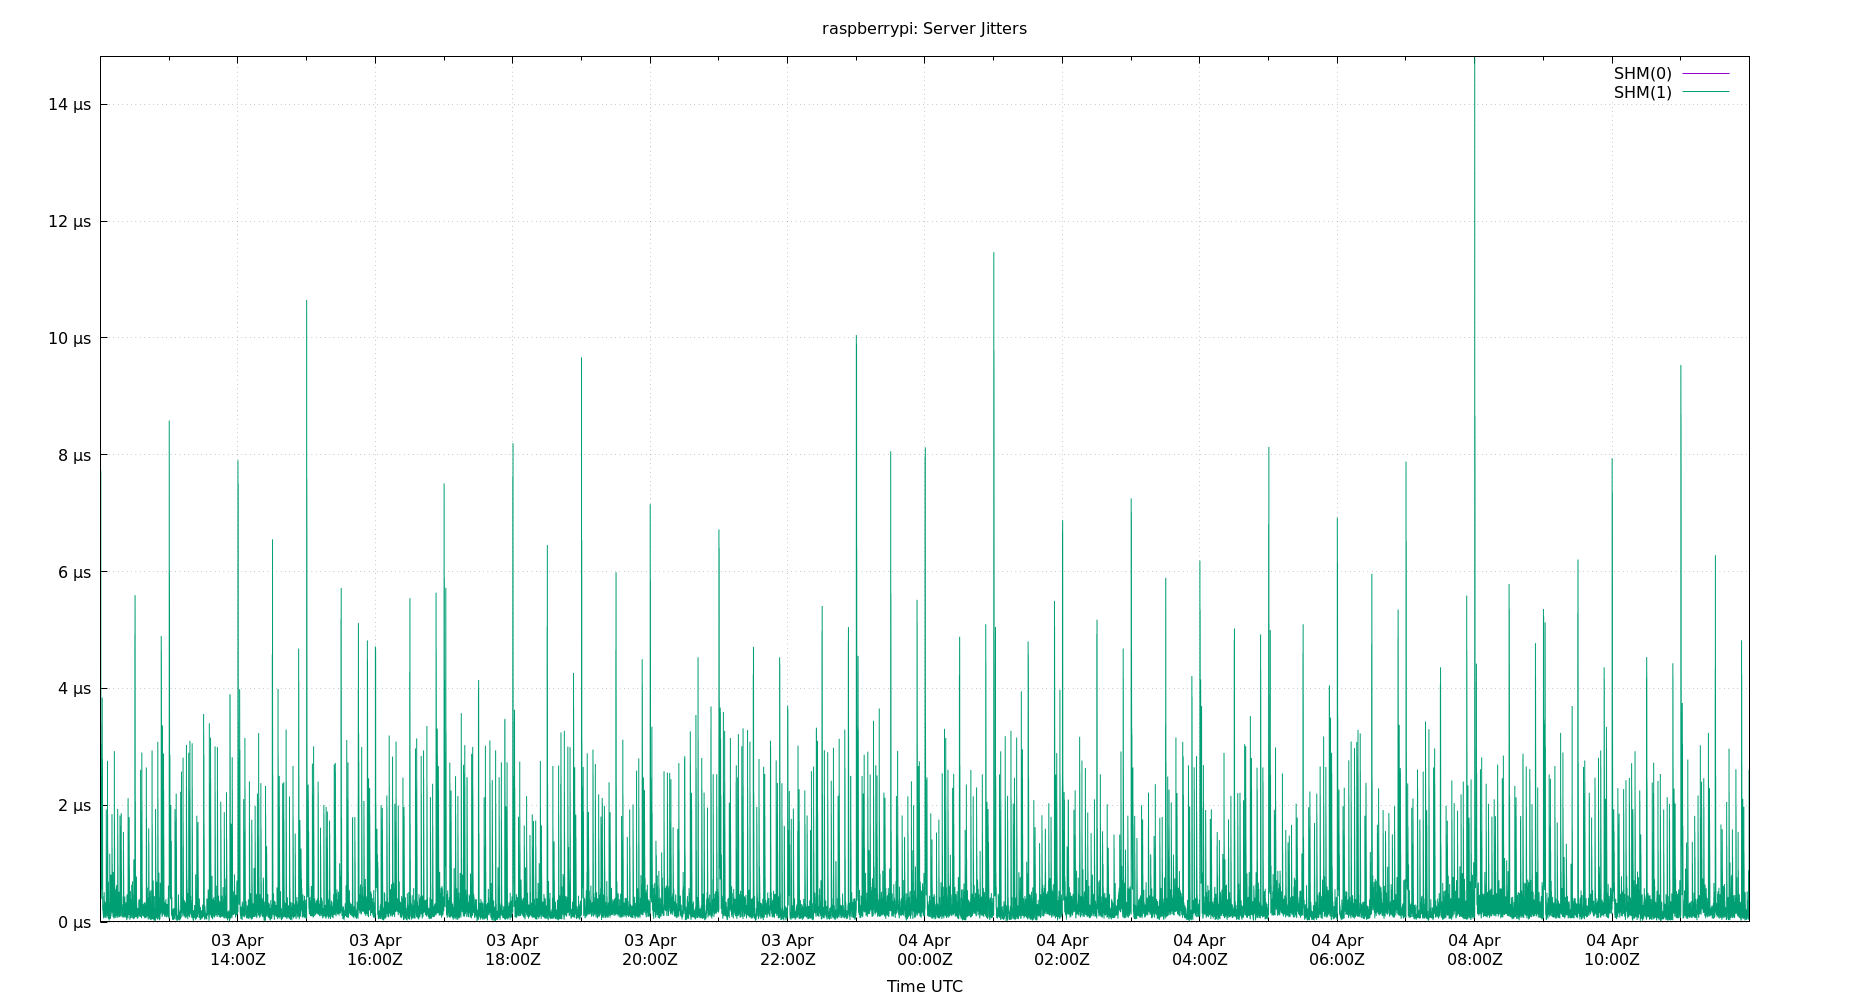 raspberrypi: Server Jitters
SHM(0)
SHM(1)
14 µs
12 µs
10 µs
8 µs
6 µs
4 µs
2 µs
0 µs
03 Apr 03 Apr 03 Apr 03 Apr 03 Apr 04 Apr 04 Apr 04 Apr 04 Apr 04 Apr 04 Apr
14:00Z 16:00Z 18:00Z 20:00Z 22:00Z 00:00Z 02:00Z 04:00Z 06:00Z 08:00Z 10:00Z
Time UTC